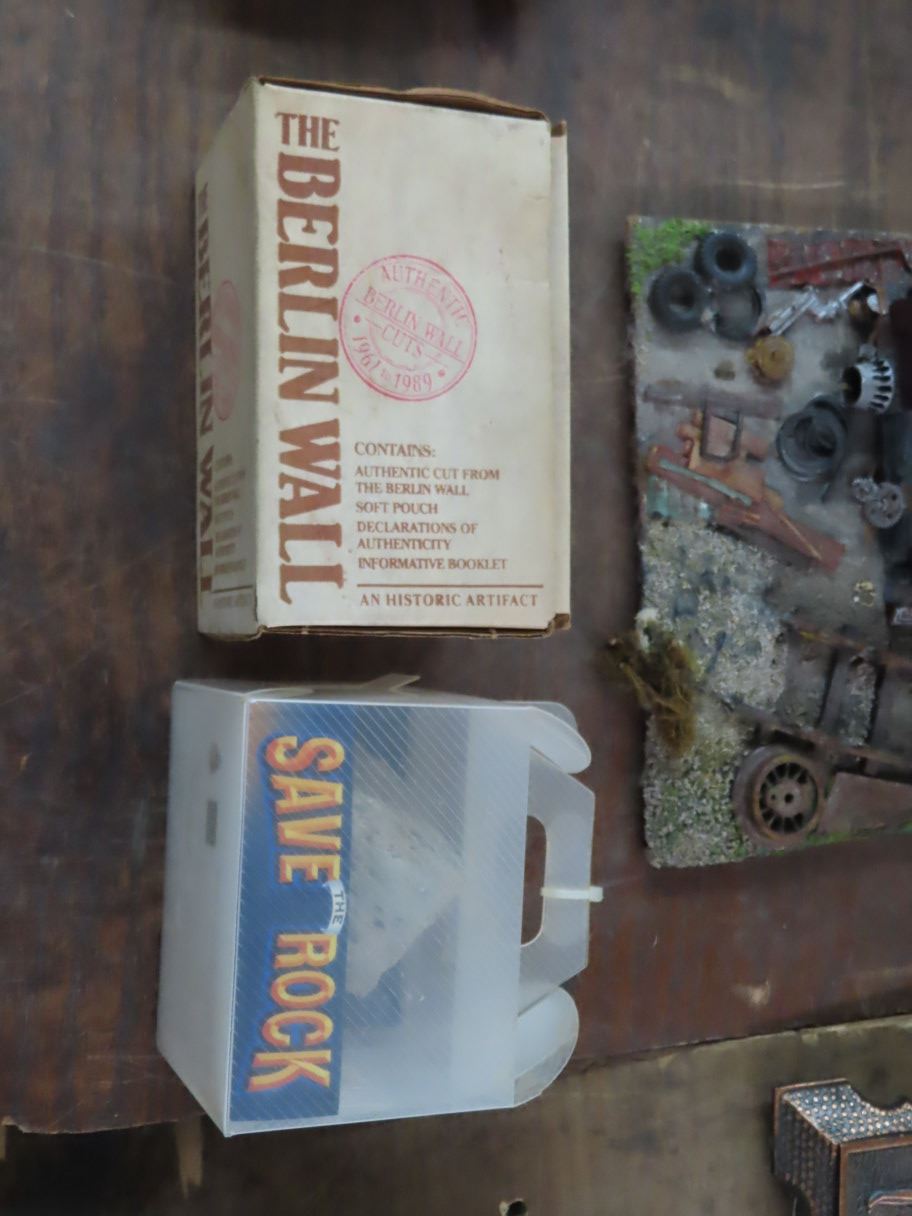 THE BERLIN WALL
AUTHENTIC
BERLIN WALL
CUTS
1961 to 1989
CONTAINS:
AUTHENTIC CUT FROM
THE BERLIN WALL
SOFT POUCH
DECLARATIONS OF
AUTHENTICITY
INFORMATIVE BOOKLET
AN HISTORIC ARTIFACT
THE BERLIN WALL
SAVE THE ROCK